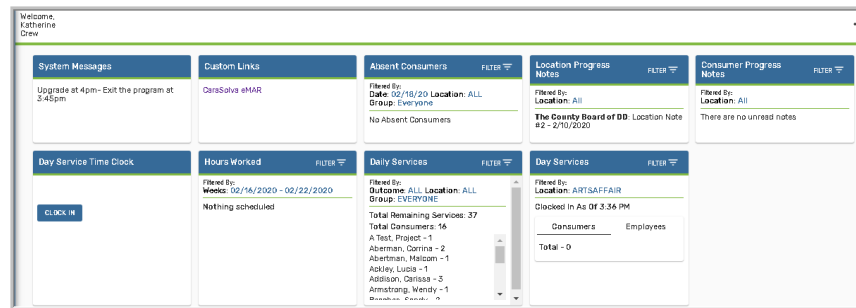 Welcome,
Katherine
Crew
System Messages
Upgrade at 4pm- Exit the program at
3:45pm
Custom Links
CaraSolva eMAR
Absent Consumers FILTER
Filtered By:
Date: 02/18/20 Location: ALL
Group: Everyone
No Absent Consumers
Location Progress
Notes FILTER
Filtered By:
Location: All
The County Board of DD: Location Note
#2 - 2/10/2020
Consumer Progress
Notes FILTER
Filtered By:
Location: All
There are no unread notes
Day Service Time Clock
CLOCK IN
Hours Worked FILTER
Filtered By:
Weeks: 02/16/2020 - 02/22/2020
Nothing scheduled
Daily Services FILTER
Filtered By:
Outcome: ALL Location: ALL
Group: EVERYONE
Total Remaining Services: 37
Total Consumers: 16
A Test, Project - 1
Aberman, Corrina - 2
Abertman, Malcom - 1
Ackley, Lucia - 1
Addison, Carissa - 3
Armstrong, Wendy - 1
Day Services FILTER
Filtered By:
Location: ARTSAFFAIR
Clocked In As Of 3:36 PM
Consumers Employees
Total - 0